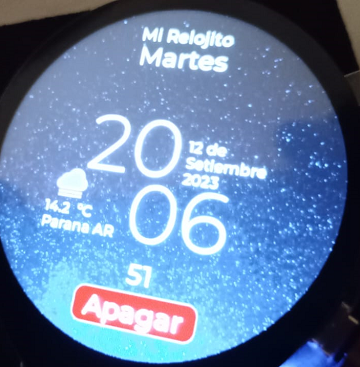 Mi Relojito
Martes
20
12 de
Setiembre
2023
06
14.2 °C
Parana AR
51
Apagar